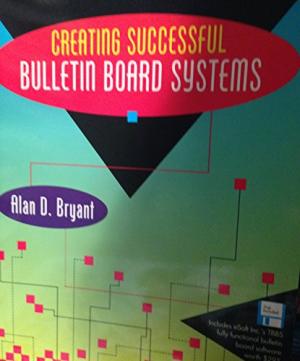 CREATING SUCCESSFUL
BULLETIN BOARD SYSTEMS
Alan D. Bryant
Includes eSoft Inc.'s TBBS
fully functional bulletin
board software